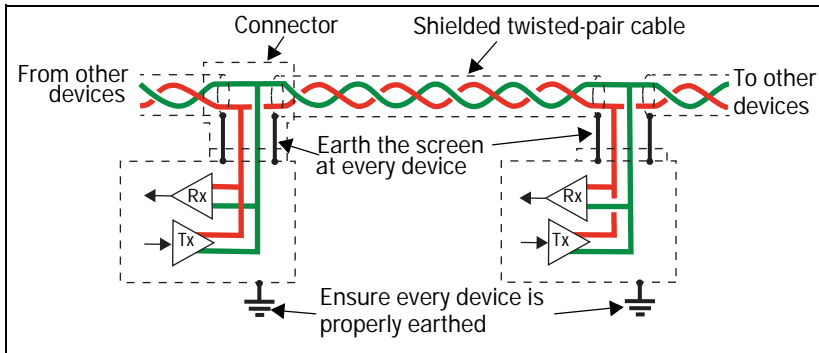 Connector
Shielded twisted-pair cable
From other
devices
To other
devices
Earth the screen
at every device
Rx
Tx
Rx
Tx
Ensure every device is
properly earthed